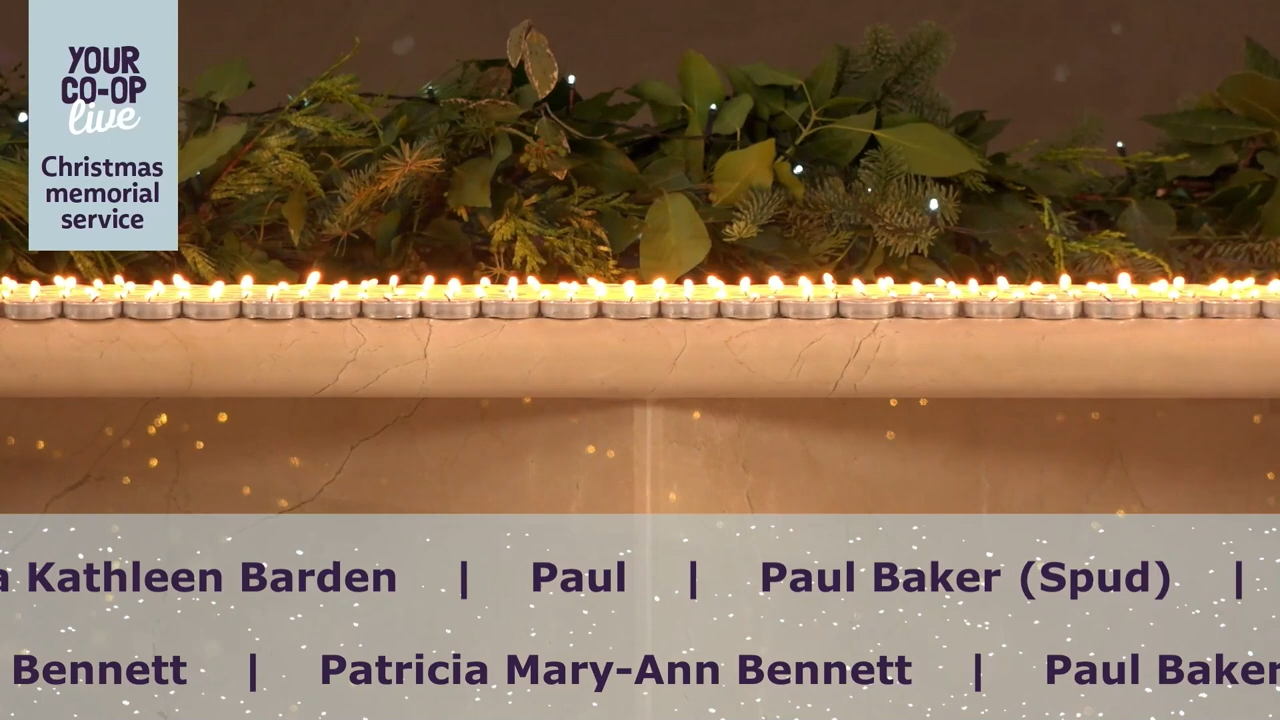 YOUR
CO-OP
live
Christmas
memorial
service
a Kathleen Barden | Paul | Paul Baker (Spud) |
Bennett | Patricia Mary-Ann Bennett | Paul Baker